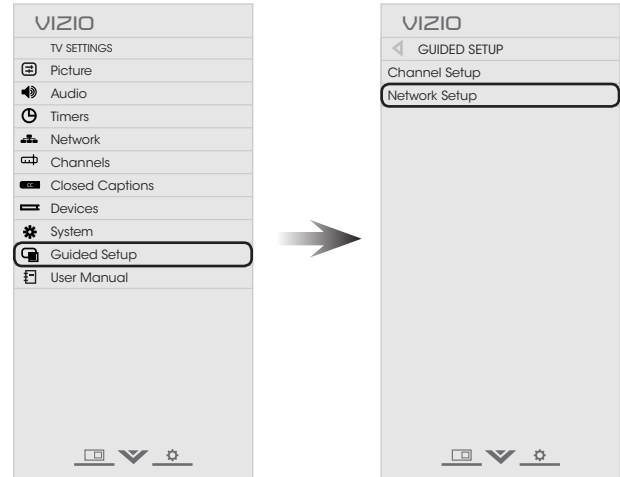 VIZIO
TV SETTINGS
Picture
Audio
Timers
Network
Channels
CC
Closed Captions
Devices
System
Guided Setup
User Manual
VIZIO
GUIDED SETUP
Channel Setup
Network Setup